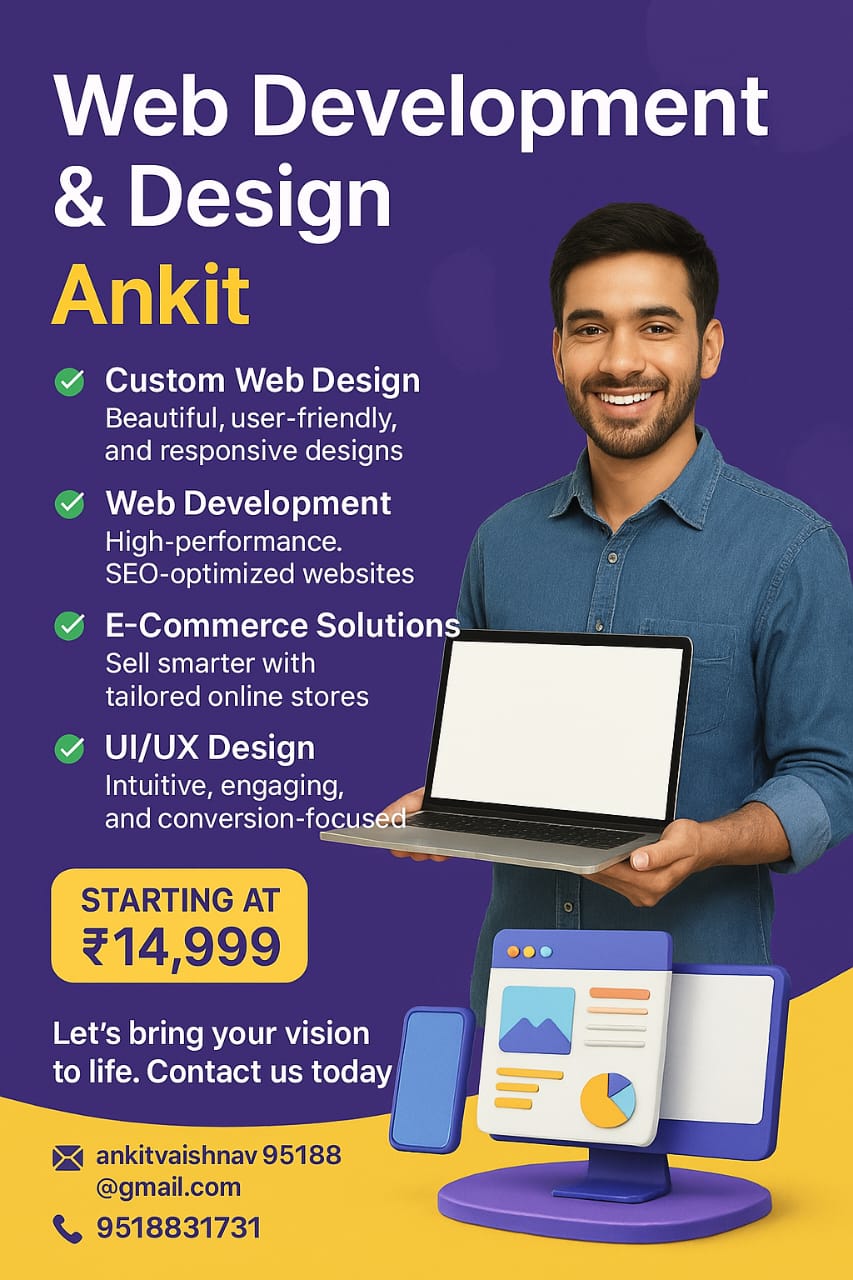 Web Development
& Design
Ankit
Custom Web Design
Beautiful, user-friendly,
and responsive designs
Web Development
High-performance.
SEO-optimized websites
E-Commerce Solutions
Sell smarter with
tailored online stores
UI/UX Design
Intuitive, engaging,
and conversion-focused
STARTING AT
₹14,999
Let's bring your vision
to life. Contact us today
ankitvaishnav 95188
@gmail.com
9518831731